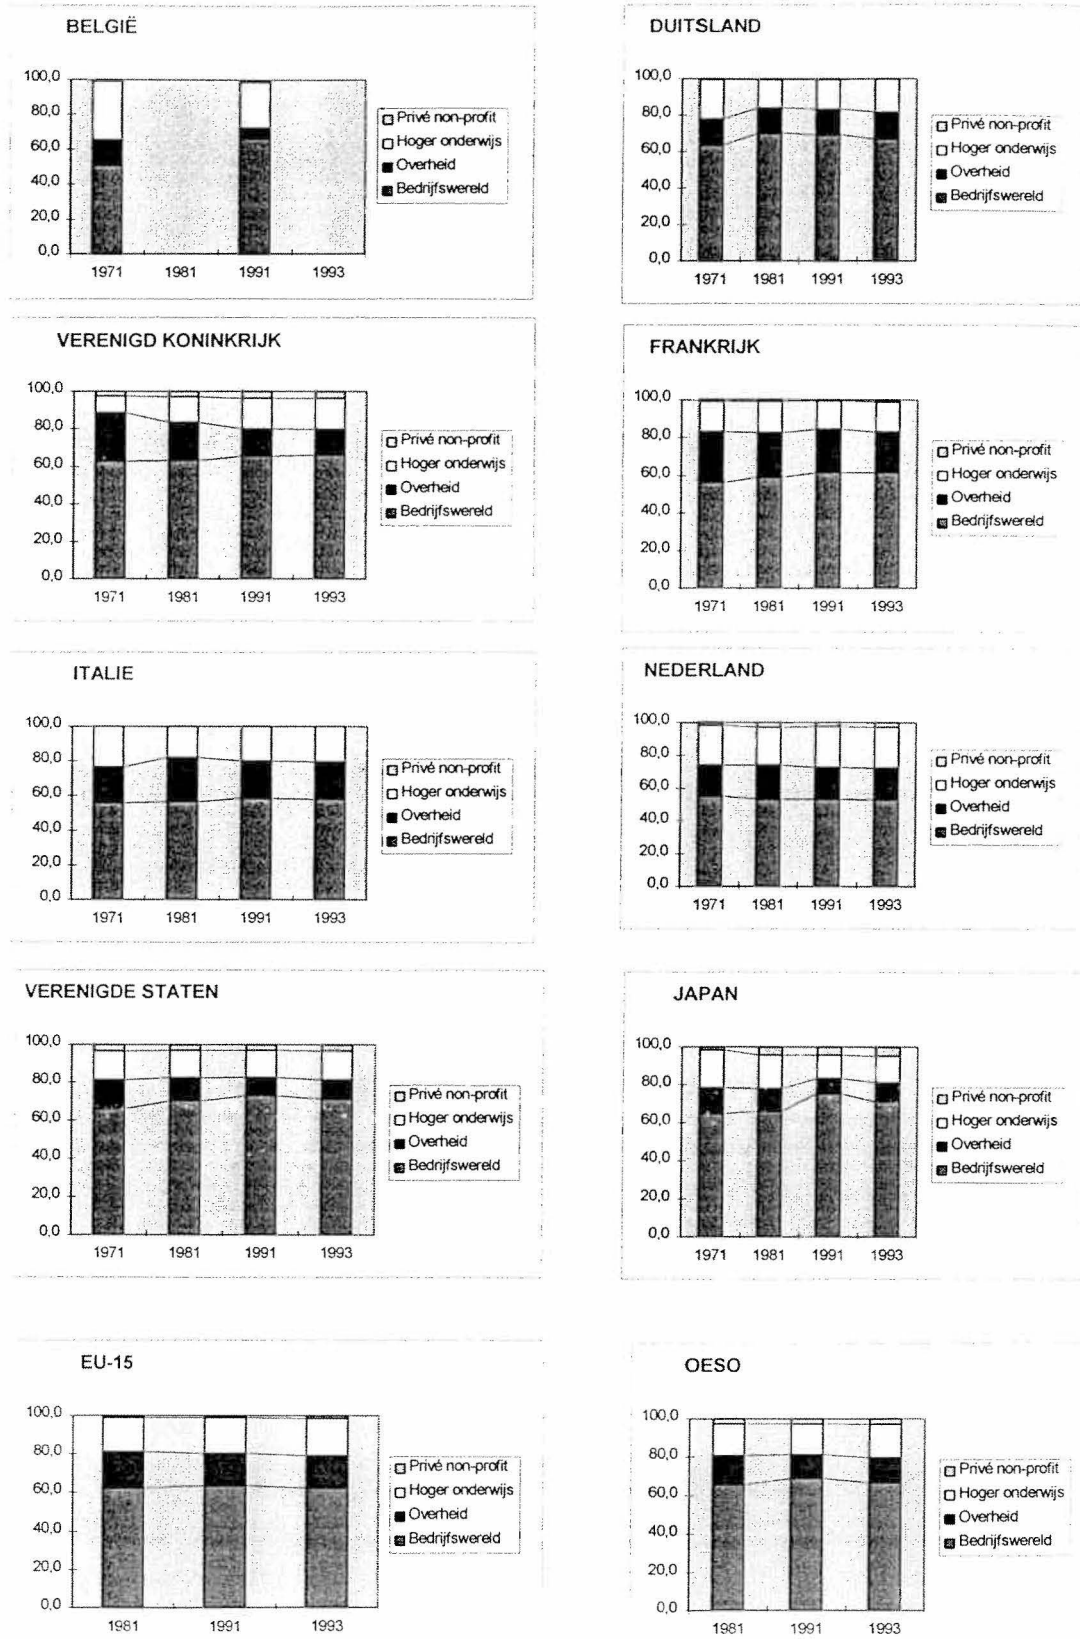 BELGIË
100,0
80,0
60,0
40,0
20,0
0,0
1971 1981 1991 1993
Privé non-profit
Hoger onderwijs
Overheid
Bedrijfswereld
DUITSLAND
100,0
80,0
60,0
40,0
20,0
0,0
1971 1981 1991 1993
Privé non-profit
Hoger onderwijs
Overheid
Bedrijfswereld
VERENIGD KONINKRIJK
100,0
80,0
60,0
40,0
20,0
0,0
1971 1981 1991 1993
Privé non-profit
Hoger onderwijs
Overheid
Bedrijfswereld
FRANKRIJK
100,0
80,0
60,0
40,0
20,0
0,0
1971 1981 1991 1993
Privé non-profit
Hoger onderwijs
Overheid
Bedrijfswereld
ITALIE
100,0
80,0
60,0
40,0
20,0
0,0
1971 1981 1991 1993
Privé non-profit
Hoger onderwijs
Overheid
Bedrijfswereld
NEDERLAND
100,0
80,0
60,0
40,0
20,0
0,0
1971 1981 1991 1993
Privé non-profit
Hoger onderwijs
Overheid
Bedrijfswereld
VERENIGDE STATEN
100,0
80,0
60,0
40,0
20,0
0,0
1971 1981 1991 1993
Privé non-profit
Hoger onderwijs
Overheid
Bedrijfswereld
JAPAN
100,0
80,0
60,0
40,0
20,0
0,0
1971 1981 1991 1993
Privé non-profit
Hoger onderwijs
Overheid
Bedrijfswereld
EU-15
100,0
80,0
60,0
40,0
20,0
0,0
1981 1991 1993
Privé non-profit
Hoger onderwijs
Overheid
Bedrijfswereld
OESO
100,0
80,0
60,0
40,0
20,0
0,0
1981 1991 1993
Privé non-profit
Hoger onderwijs
Overheid
Bedrijfswereld